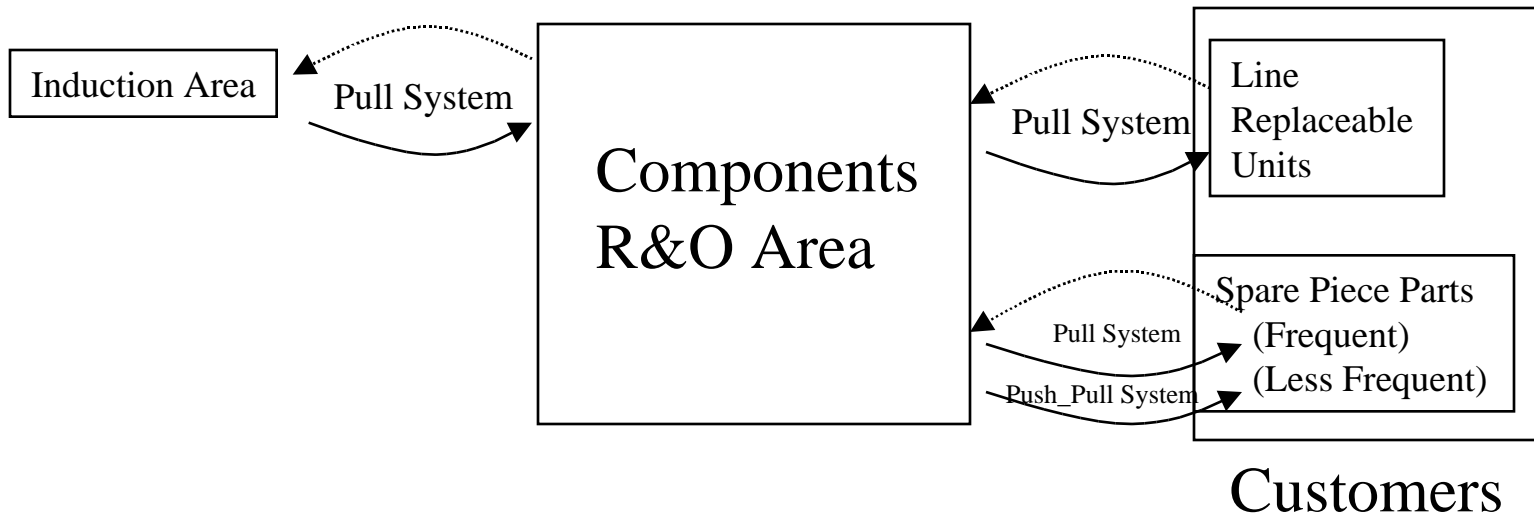 Induction Area
Pull System
Components
R&O Area
Pull System
Line
Replaceable
Units
Spare Piece Parts
(Frequent)
(Less Frequent)
Pull System
Push_Pull System
Customers